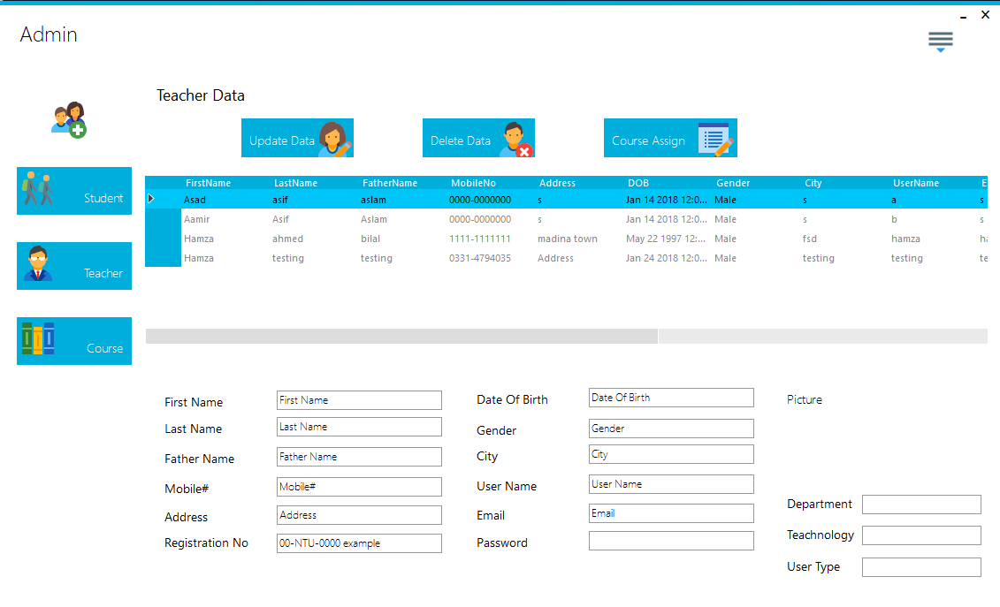 Admin
Teacher Data
Update Data Delete Data Course Assign
Student
Teacher
Course
FirstName LastName FatherName MobileNo Address DOB Gender City UserName E
Asad asif aslam 0000-0000000 s Jan 14 2018 12:0... Male s a s
Aamir Asif Aslam 0000-0000000 s Jan 14 2018 12:0... Male s b s
Hamza ahmed bilal 1111-1111111 madina town May 22 1997 12:... Male fsd hamza ha
Hamza testing testing 0331-4794035 Address Jan 24 2018 12:0... Male testing testing te
First Name First Name Date Of Birth Date Of Birth Picture
Last Name Last Name Gender Gender
Father Name Father Name City City
Mobile# Mobile# User Name User Name
Address Address Email Email Department
Registration No 00-NTU-0000 example Password Teachnology
User Type